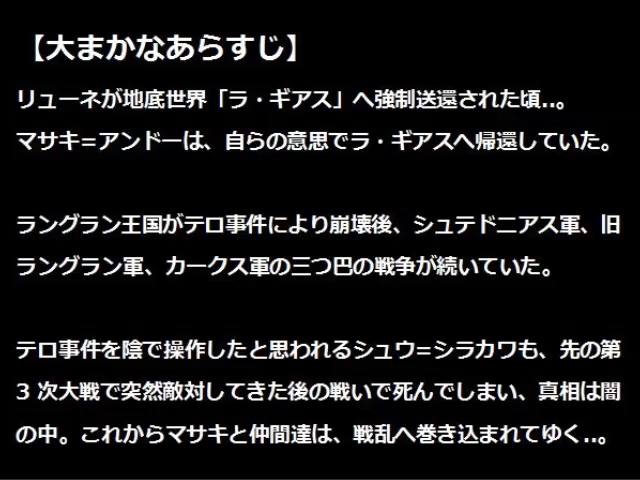 【大まかなあらすじ】
リューネが地底世界「ラ・ギアス」へ強制送還された頃‥。
マサキ=アンドーは、自らの意思でラ・ギアスへ帰還していた。
ラングラン王国がテロ事件により崩壊後、シュテドニアス軍、旧
ラングラン軍、カークス軍の三つ巴の戦争が続いていた。
テロ事件を陰で操作したと思われるシュウ=シラカワも、先の第
3 次大戦で突然敵対してきた後の戦いで死んでしまい、真相は闇
の中。これからマサキと仲間達は、戦乱へ巻き込まれてゆく‥。